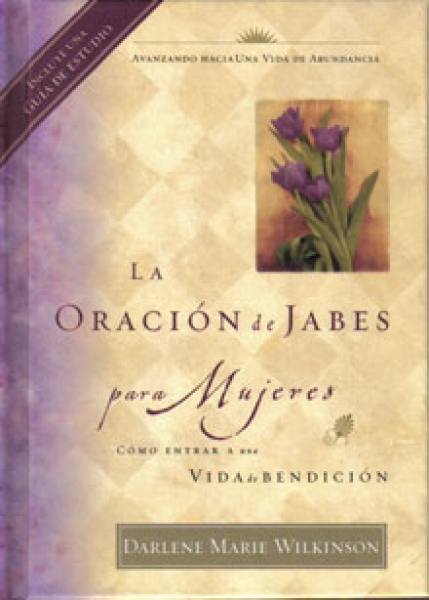 INCLUYE UNA
GUÍA DE ESTUDIO
AVANZANDO HACIA UNA VIDA DE ABUNDANCIA
LA
ORACIÓN de JABES
para Mujeres
CÓMO ENTRAR A una
VIDA de BENDICIÓN
DARLENE MARIE WILKINSON